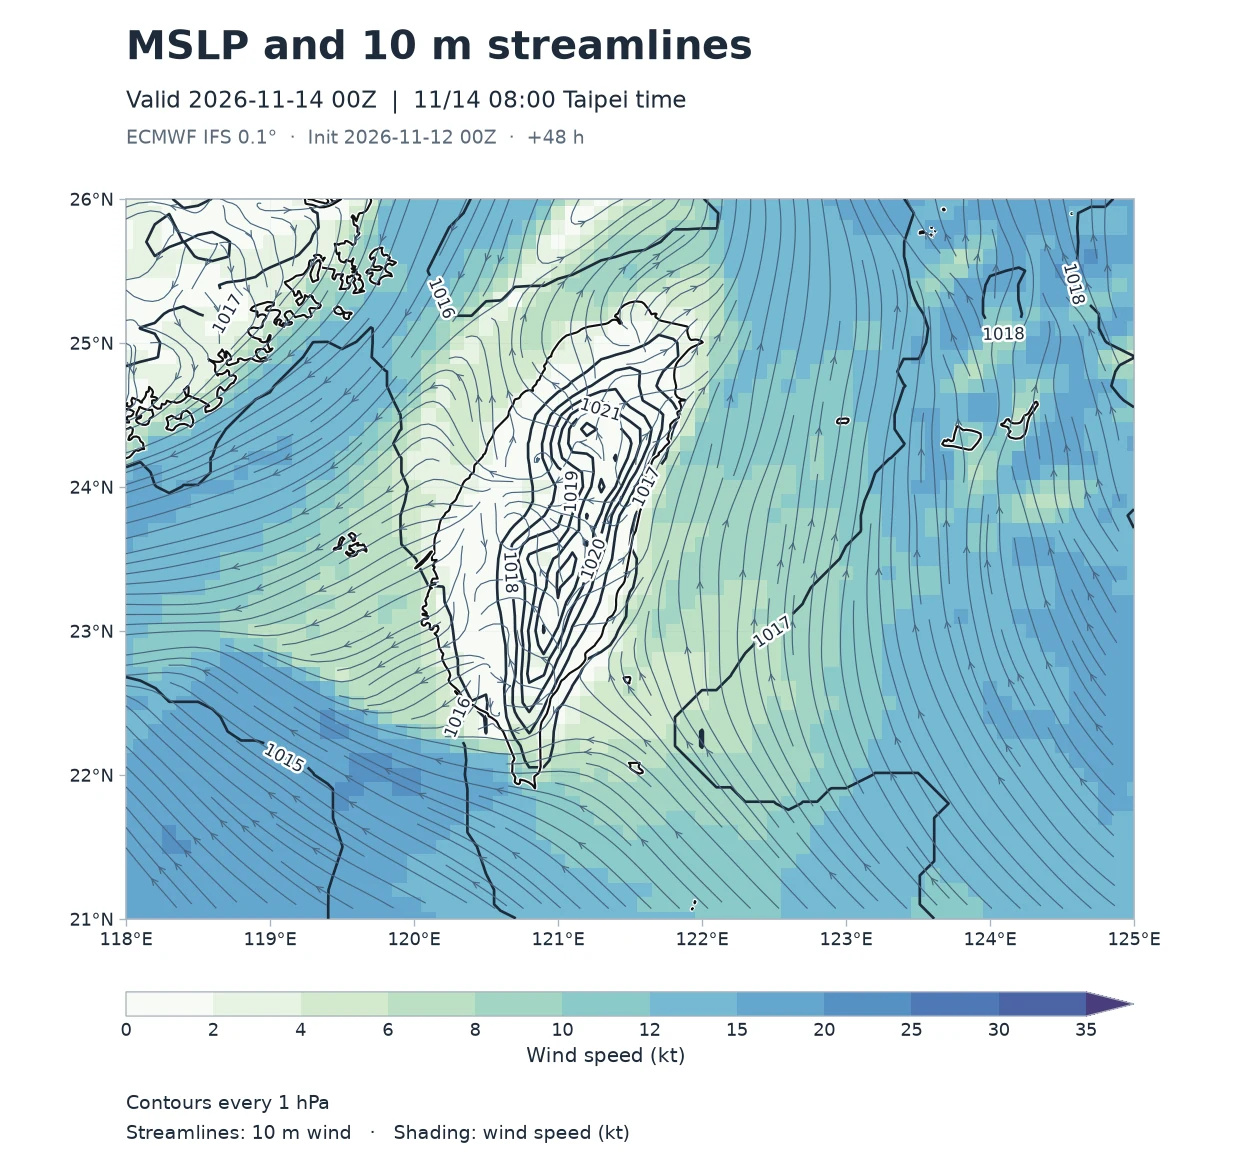 MSLP and 10 m streamlines
Valid 2026-11-14 00Z | 11/14 08:00 Taipei time
ECMWF IFS 0.1° · Init 2026-11-12 00Z · +48 h
26°N
25°N
24°N
23°N
22°N
21°N
1017
1016
1018
1018
1021
1019
1017
1020
1018
1017
1016
1015
118°E 119°E 120°E 121°E 122°E 123°E 124°E 125°E
0 2 4 6 8 10 12 15 20 25 30 35
Wind speed (kt)
Contours every 1 hPa
Streamlines: 10 m wind · Shading: wind speed (kt)